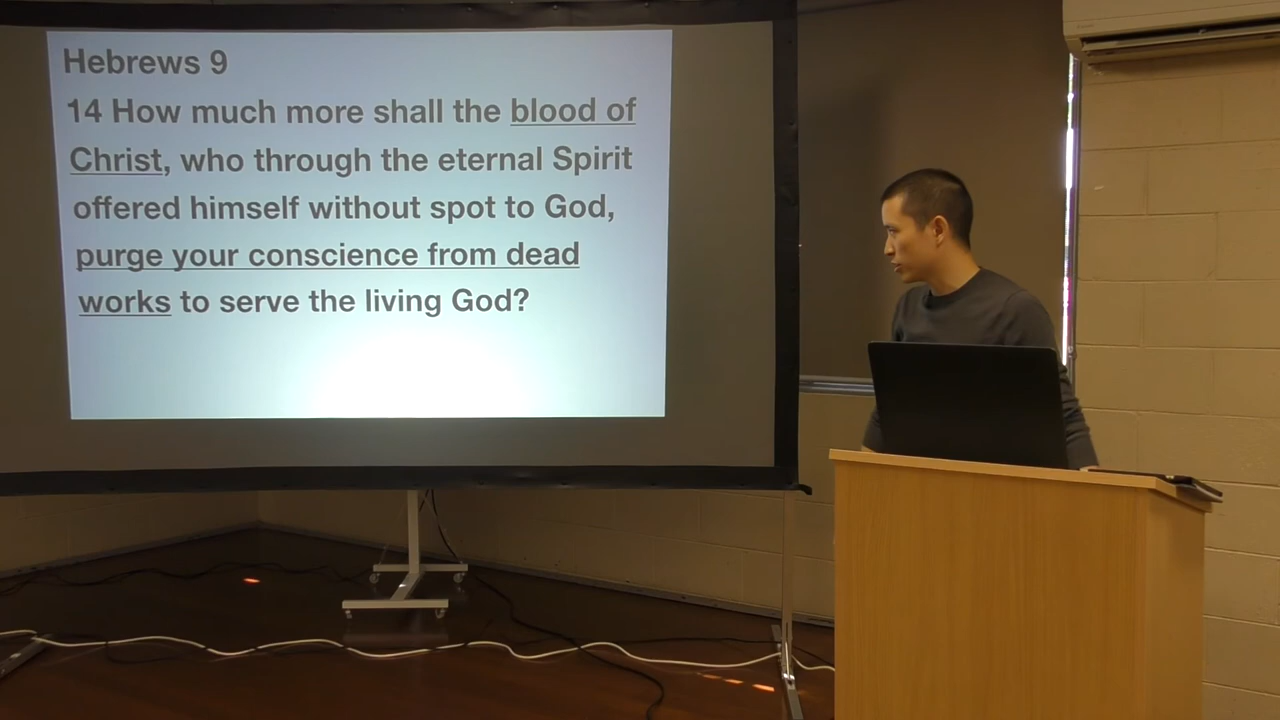 Hebrews 9
14 How much more shall the blood of
Christ, who through the eternal Spirit
offered himself without spot to God,
purge your conscience from dead
works to serve the living God?